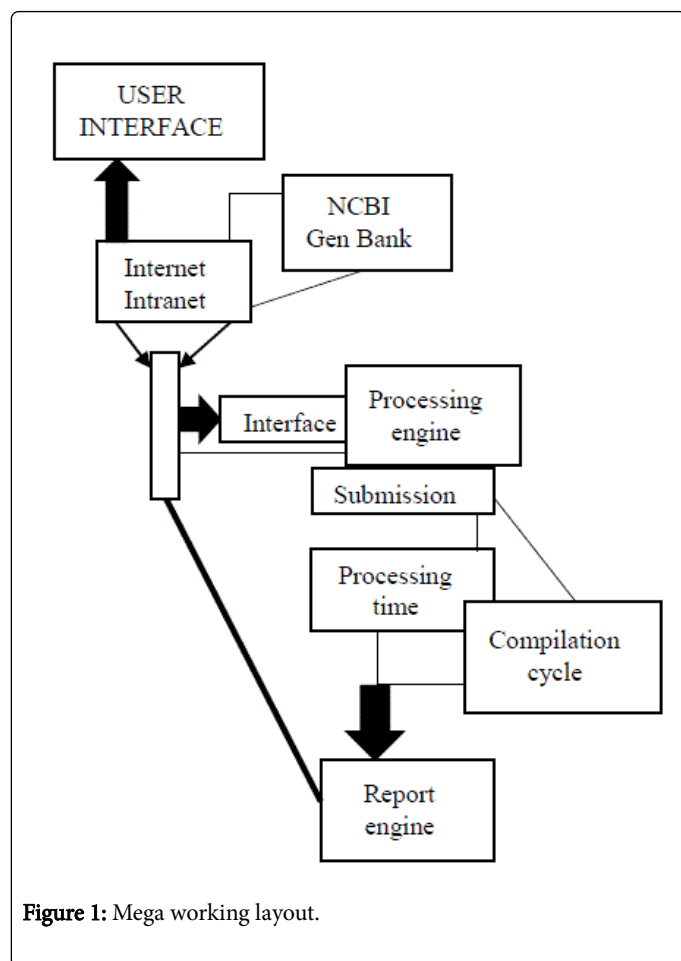 USER
INTERFACE
NCBI
Gen Bank
Internet
Intranet
Interface
Processing
engine
Submission
Processing
time
Compilation
cycle
Report
engine
Figure 1: Mega working layout.